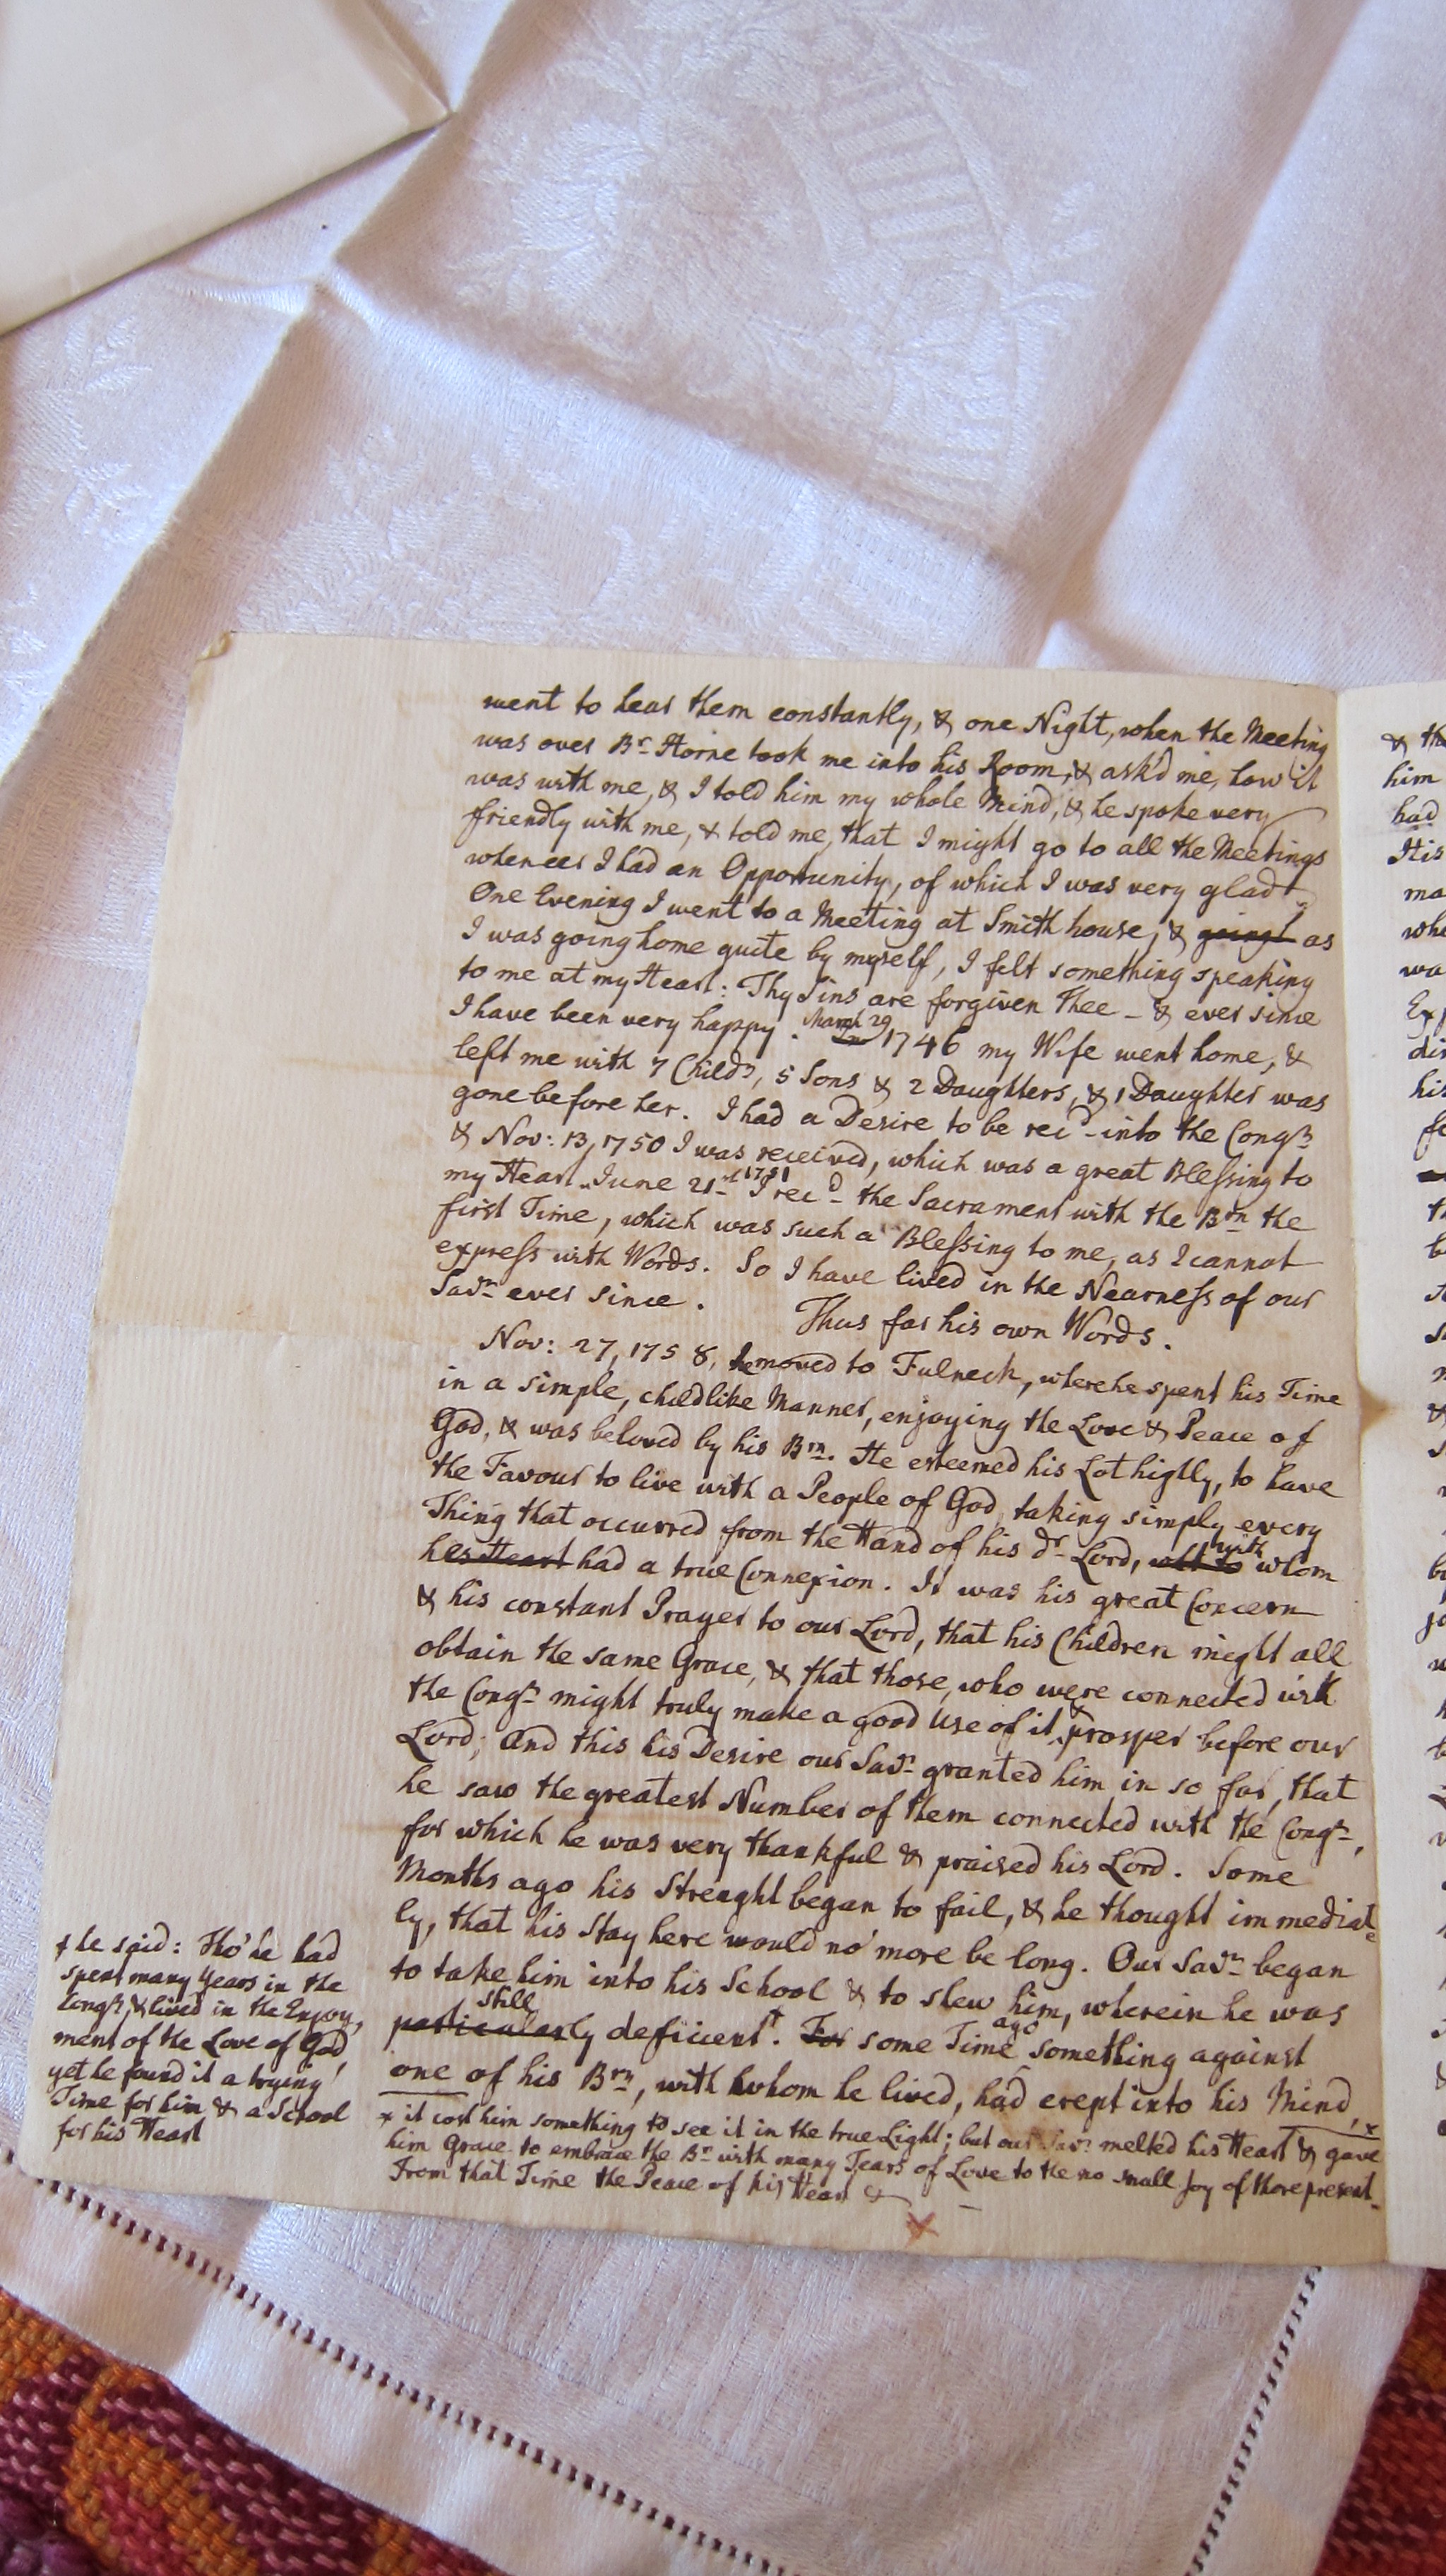 went to hear them constantly, & one Night, when the Meeting
was over Br. Horne took me into his Room, & ask'd me, how it
was with me, & I told him my whole Mind, & he spoke very
friendly with me, & told me, that I might go to all the Meetings
whenever I had an Opportunity, of which I was very glad.
One Evening I went to a Meeting at Smith house, & going as
I was going home quite by myself, I felt something speaking
to me at my Heart: Thy Sins are forgiven Thee – & ever since
I have been very happy. March 29 1746 my Wife went home, &
left me with 7 Childn, 5 Sons & 2 Daughters, & 1 Daughter was
gone before her. I had a Desire to be rec'd into the Congn
& Nov: 13, 1750 I was received, which was a great Blessing to
my Heart. June 21st 1751 I rec'd the Sacrament with the Brn the
first Time, which was such a Blessing to me, as I cannot
express with Words. So I have lived in the Nearness of our
Savr ever since. Thus far his own Words.
Nov: 27, 1758, he moved to Fulneck, where he spent his Time
in a simple, childlike Manner, enjoying the Love & Peace of
God, & was beloved by his Brn. He esteemed his Lot highly, to have
the Favour to live with a People of God, taking simply every
Thing that occurred from the Hand of his dr Lord, with whom
hes Heart had a true Connexion. It was his great Concern
& his constant Prayer to our Lord, that his Children might all
obtain the same Grace, & that those, who were connected with
the Congn might truly make a good Use of it & prosper before our
Lord; And this his Desire our Savr granted him in so far, that
he saw the greatest Number of them connected with the Congn,
for which he was very thankful & praised his Lord. Some
Months ago his Strenght began to fail, & he thought immediate
ly, that his Stay here would no more be long. Our Savr began
to take him into his School & to shew him, wherein he was
still
particularly deficient †. For some Time ago something against
one of his Brn, with whom he lived, had crept into his Mind, x
x it cost him something to see it in the true Light; but our Savr melted his Heart & gave
him Grace to embrace the Br with many Tears of Love to the no small Joy of those present.
From that Time the Peace of his Heart &
† he said: Tho' he had
spent many Years in the
Congn, & lived in the Enjoy,
ment of the Love of God,
yet he found it a trying
Time for him & a School
for his Heart
& the
him
had
Itis
ma
whe
wa
his